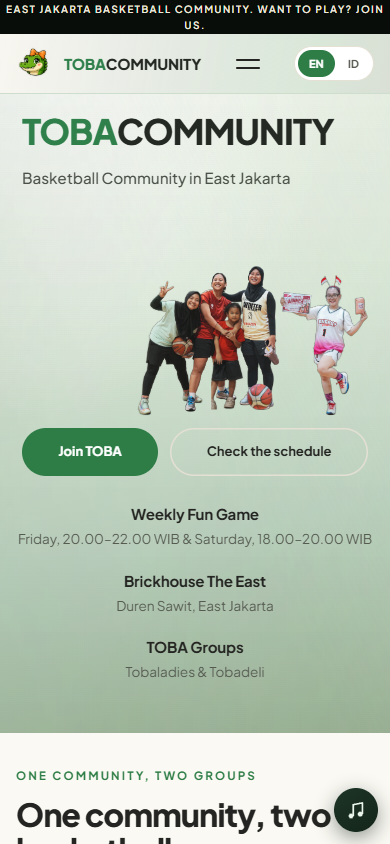 EAST JAKARTA BASKETBALL COMMUNITY. WANT TO PLAY? JOIN
US.
TOBACOMMUNITY
EN
ID
TOBACOMMUNITY
Basketball Community in East Jakarta
Join TOBA
Check the schedule
Weekly Fun Game
Friday, 20.00–22.00 WIB & Saturday, 18.00–20.00 WIB
Brickhouse The East
Duren Sawit, East Jakarta
TOBA Groups
Tobaladies & Tobadeli
ONE COMMUNITY, TWO GROUPS
One community, two